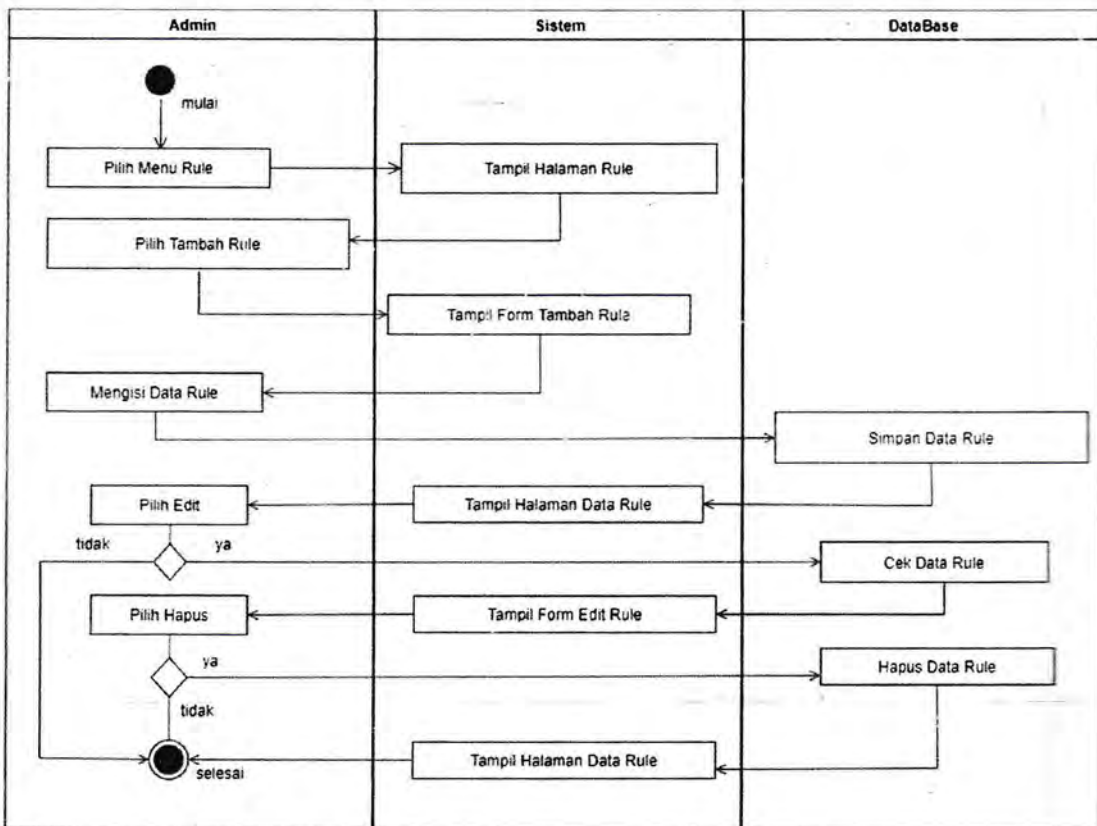 Admin
Sistem
DataBase
mulai
Pilih Menu Rule
Tampil Halaman Rule
Pilih Tambah Rule
Tampil Form Tambah Rule
Mengisi Data Rule
Simpan Data Rule
Pilih Edit
Tampil Halaman Data Rule
tidak
ya
Cek Data Rule
Pilih Hapus
Tampil Form Edit Rule
ya
Hapus Data Rule
tidak
Tampil Halaman Data Rule
selesai